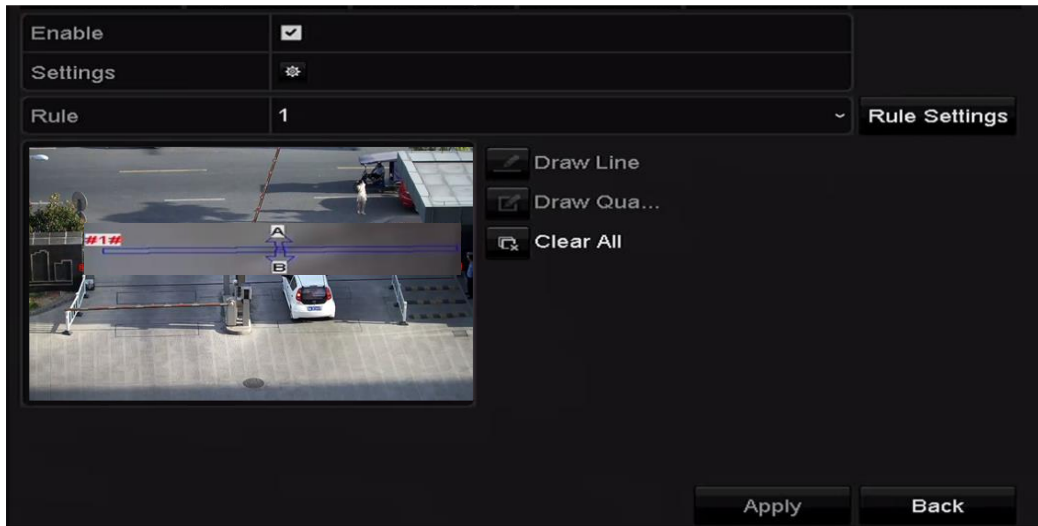 Enable
Settings
Rule 1 Rule Settings
Draw Line
Draw Qua...
Clear All
#1#
A
B
Apply Back